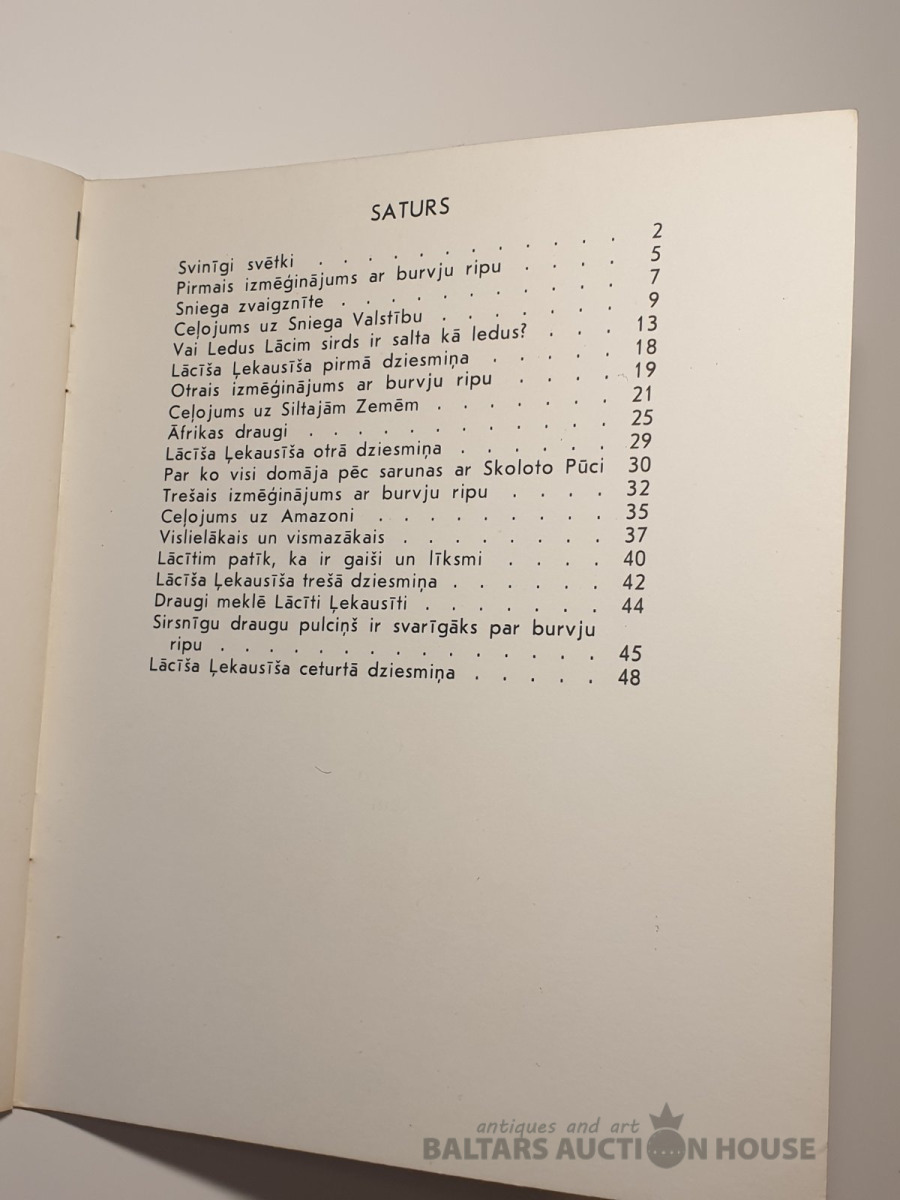 SATURS
Svinīgi svētki . . . . . . . . . . . 2
Pirmais izmēģinājums ar burvju ripu . . . . 5
Sniega zvaigznīte . . . . . . . . . . 7
Ceļojums uz Sniega Valstību . . . . . . 9
Vai Ledus Lācim sirds ir salta kā ledus? . . . 13
Lācīša Ļekausīša pirmā dziesmiņa . . . . . 18
Otrais izmēģinājums ar burvju ripu . . . . 19
Ceļojums uz Siltajām Zemēm . . . . . . 21
Āfrikas draugi . . . . . . . . . . . 25
Lācīša Ļekausīša otrā dziesmiņa . . . . . . 29
Par ko visi domāja pēc sarunas ar Skoloto Pūci 30
Trešais izmēģinājums ar burvju ripu . . . . 32
Ceļojums uz Amazoni . . . . . . . . 35
Vislielākais un vismazākais . . . . . . . . 37
Lācītim patīk, ka ir gaiši un līksmi . . . . 40
Lācīša Ļekausīša trešā dziesmiņa . . . . . . 42
Draugi meklē Lācīti Ļekausīti . . . . . . . 44
Sirsnīgu draugu pulciņš ir svarīgāks par burvju
ripu . . . . . . . . . . . . . . 45
Lācīša Ļekausīša ceturtā dziesmiņa . . . . . 48
antiques and art
BALTARS AUCTION HOUSE